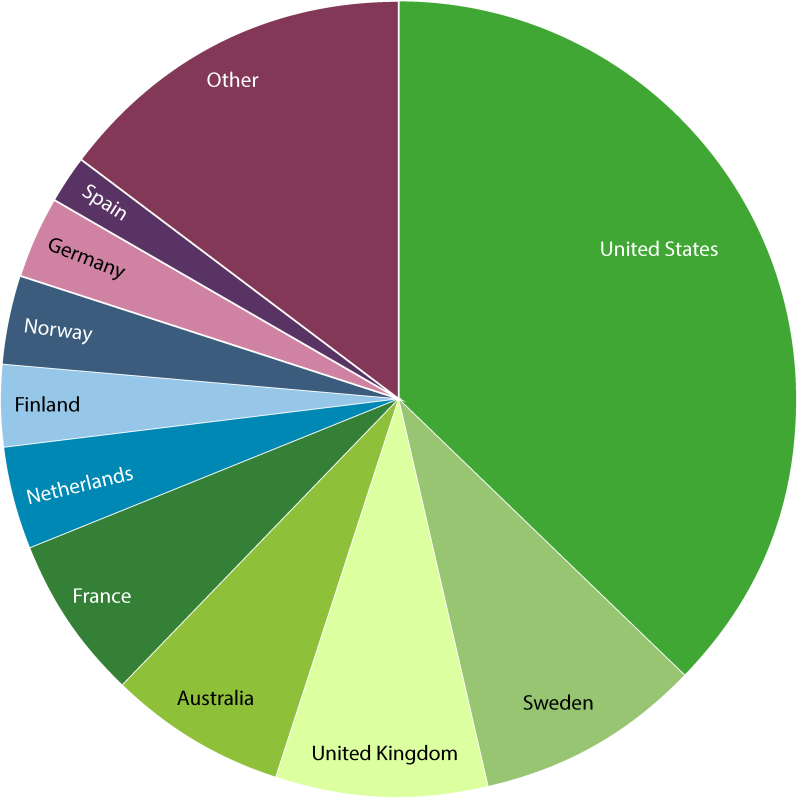 United States
Sweden
United Kingdom
Australia
France
Netherlands
Finland
Norway
Germany
Spain
Other